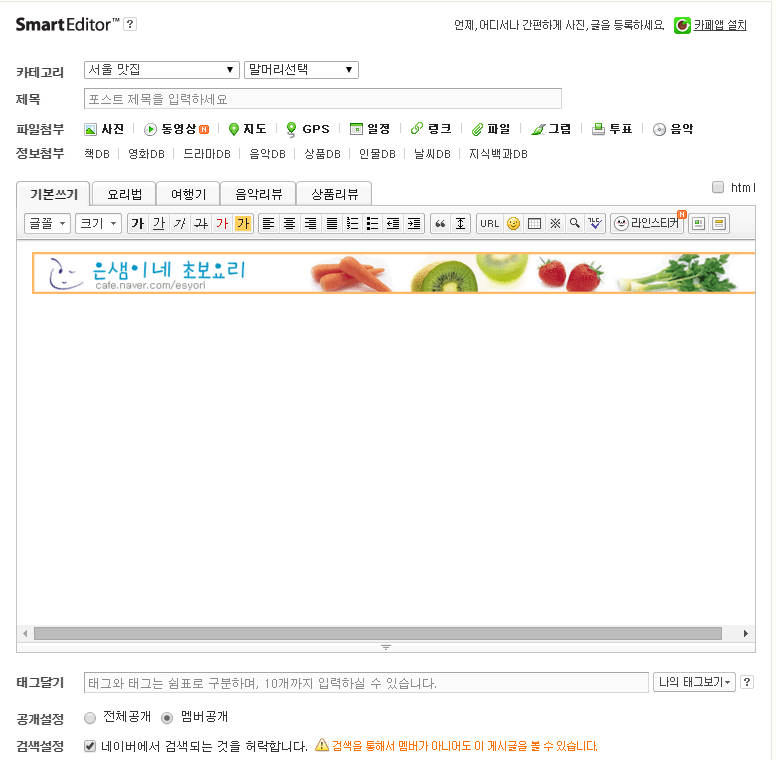 SmartEditor™ ? 언제, 어디서나 간편하게 사진, 글을 등록하세요. 카페앱 설치
카테고리 서울 맛집 말머리선택
제목 포스트 제목을 입력하세요
파일첨부 사진 동영상 N 지도 GPS 일정 링크 파일 그림 투표 음악
정보첨부 책DB 영화DB 드라마DB 음악DB 상품DB 인물DB 날씨DB 지식백과DB
기본쓰기 요리법 여행기 음악리뷰 상품리뷰 html
글꼴 크기 가 가 가 가 가 가 URL ※ 라인스티커 N
은샘이네 초보요리
cafe.naver.com/esyori
태그달기 태그와 태그는 쉼표로 구분하며, 10개까지 입력하실 수 있습니다. 나의 태그보기 ?
공개설정 전체공개 멤버공개
검색설정 네이버에서 검색되는 것을 허락합니다. 검색을 통해서 멤버가 아니어도 이 게시글을 볼 수 있습니다.